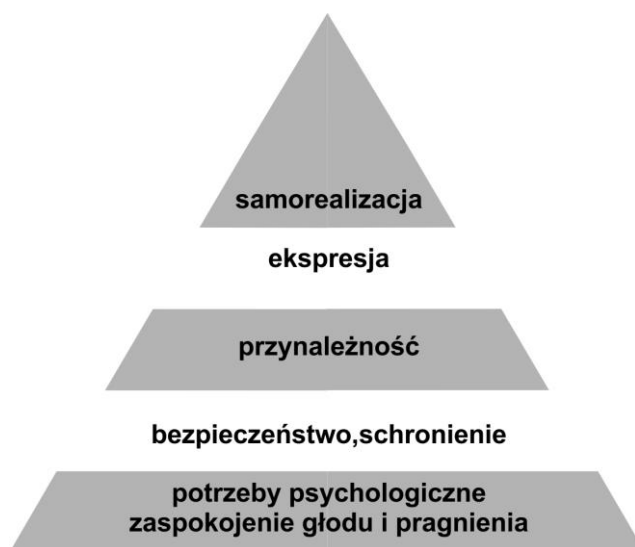 samorealizacja
ekspresja
przynależność
bezpieczeństwo,schronienie
potrzeby psychologiczne
zaspokojenie głodu i pragnienia